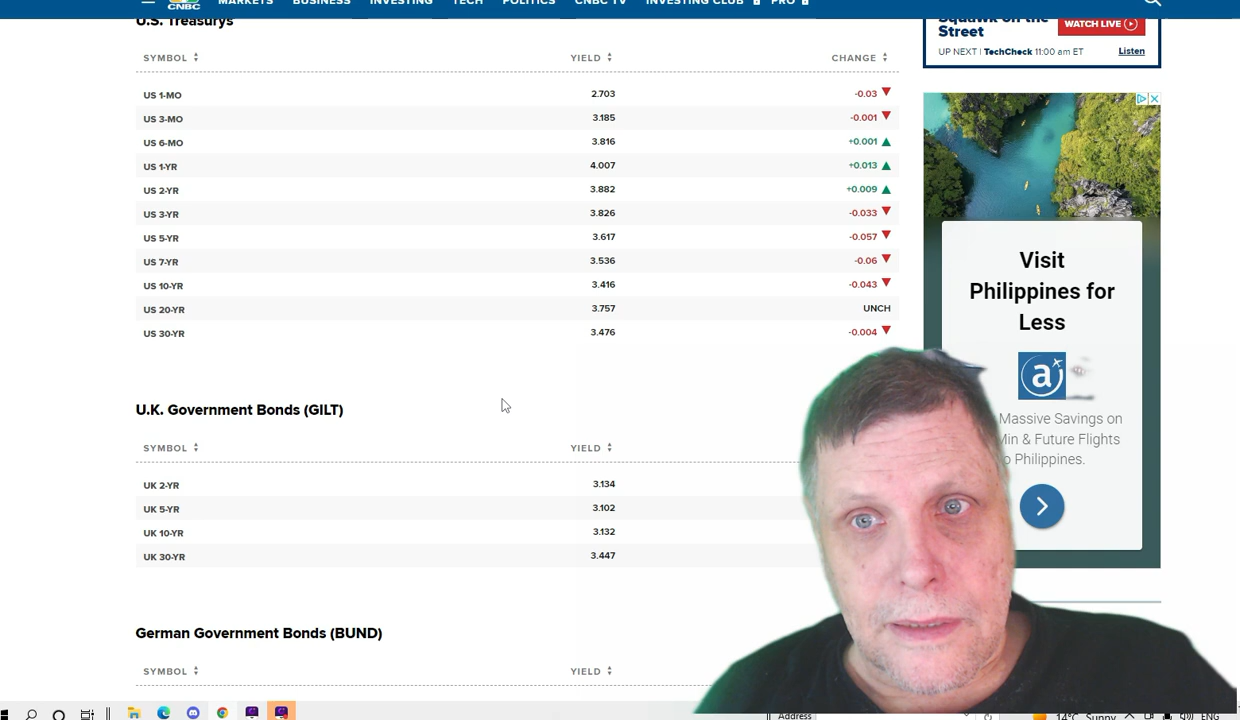 CNBC MARKETS BUSINESS INVESTING TECH POLITICS CNBC TV INVESTING CLUB PRO
U.S. Treasurys
SYMBOL YIELD CHANGE
US 1-MO 2.703 -0.03
US 3-MO 3.185 -0.001
US 6-MO 3.816 +0.001
US 1-YR 4.007 +0.013
US 2-YR 3.882 +0.009
US 3-YR 3.826 -0.033
US 5-YR 3.617 -0.057
US 7-YR 3.536 -0.06
US 10-YR 3.416 -0.043
US 20-YR 3.757 UNCH
US 30-YR 3.476 -0.004
U.K. Government Bonds (GILT)
SYMBOL YIELD
UK 2-YR 3.134
UK 5-YR 3.102
UK 10-YR 3.132
UK 30-YR 3.447
German Government Bonds (BUND)
SYMBOL YIELD
Squawk on the
Street
WATCH LIVE
UP NEXT | TechCheck 11:00 am ET Listen
Visit
Philippines for
Less
a
Massive Savings on
Min & Future Flights
Philippines.
Address
14°C Sunny ENG